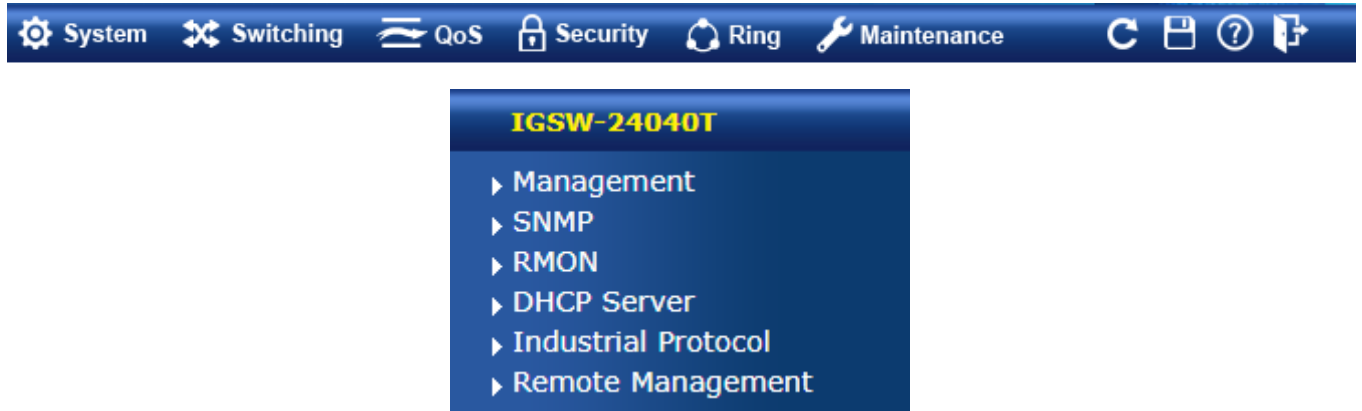 System Switching QoS Security Ring Maintenance
IGSW-24040T
Management
SNMP
RMON
DHCP Server
Industrial Protocol
Remote Management